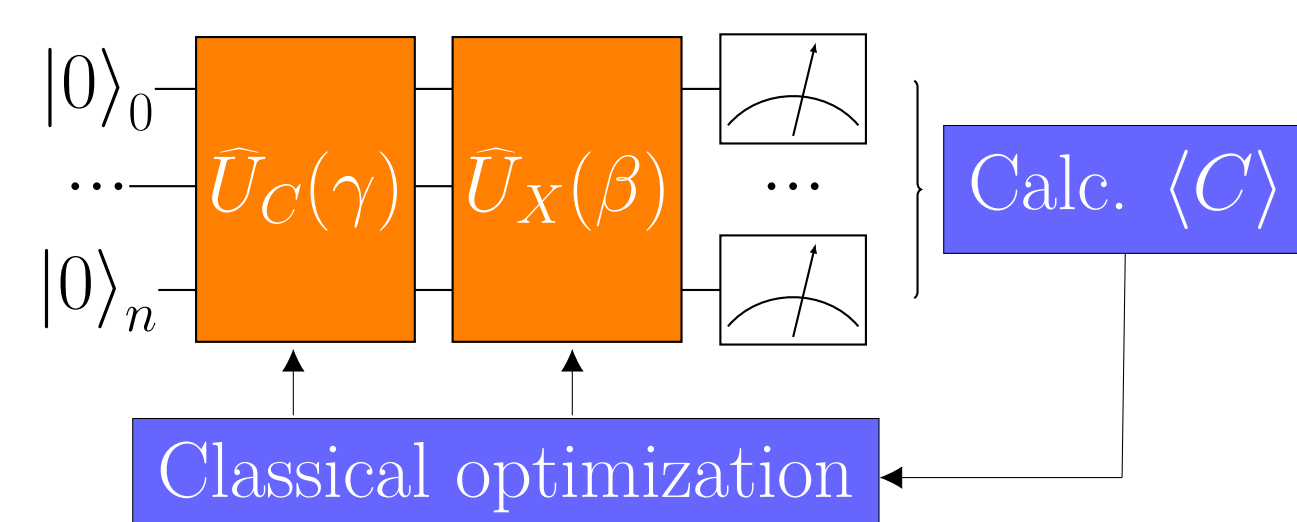 |0⟩₀
Û_C(γ)
Û_X(β)
Calc. ⟨C⟩
...
...
|0⟩ₙ
Classical optimization